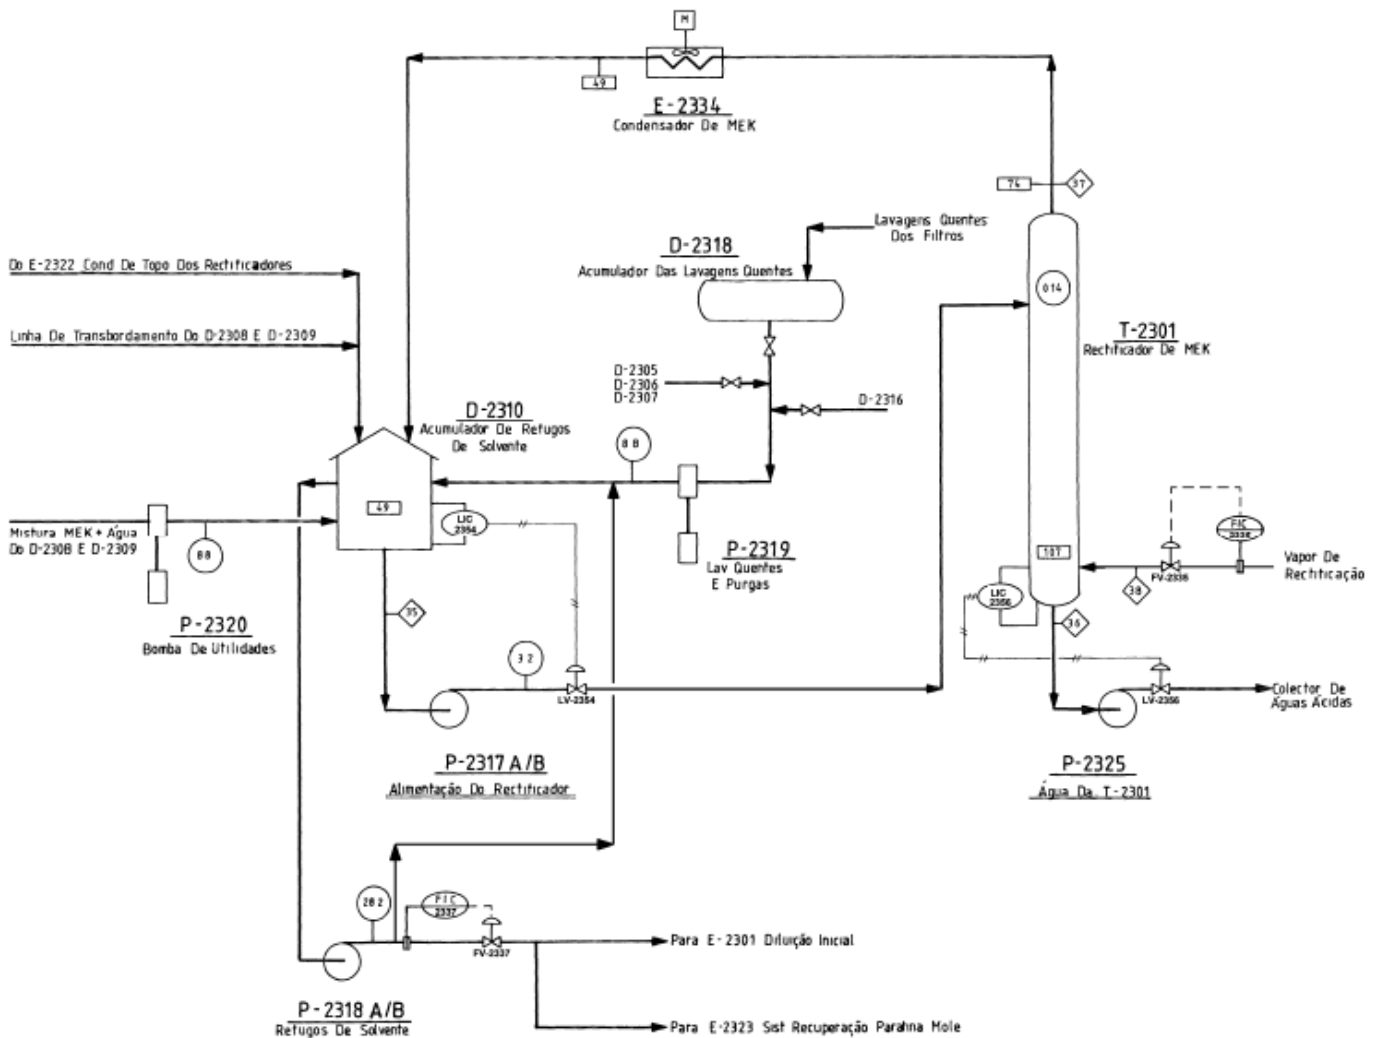 M
49
E-2334
Condensador De MEK
74
37
Lavagens Quentes
Dos Filtros
D-2318
Acumulador Das Lavagens Quentes
Do E-2322 Cond De Topo Dos Rectificadores
014
Linha De Transbordamento Do D-2308 E D-2309
T-2301
Rectificador De MEK
D-2305
D-2306
D-2307
D-2316
D-2310
Acumulador De Refugos
De Solvente
88
49
LIC
2354
Mistura MEK + Água
Do D-2308 E D-2309
88
P-2319
Lav Quentes
E Purgas
107
FIC
2336
Vapor De
Rectificação
FV-2336
38
LIC
2356
36
P-2320
Bomba De Utilidades
35
32
LV-2354
LV-2356
Colector De
Águas Ácidas
P-2317 A/B
Alimentação Do Rectificador
P-2325
Água Da. T-2301
282
FIC
2337
FV-2337
Para E-2301 Diluição Inicial
P-2318 A/B
Refugos De Solvente
Para E-2323 Sist Recuperação Parafina Mole